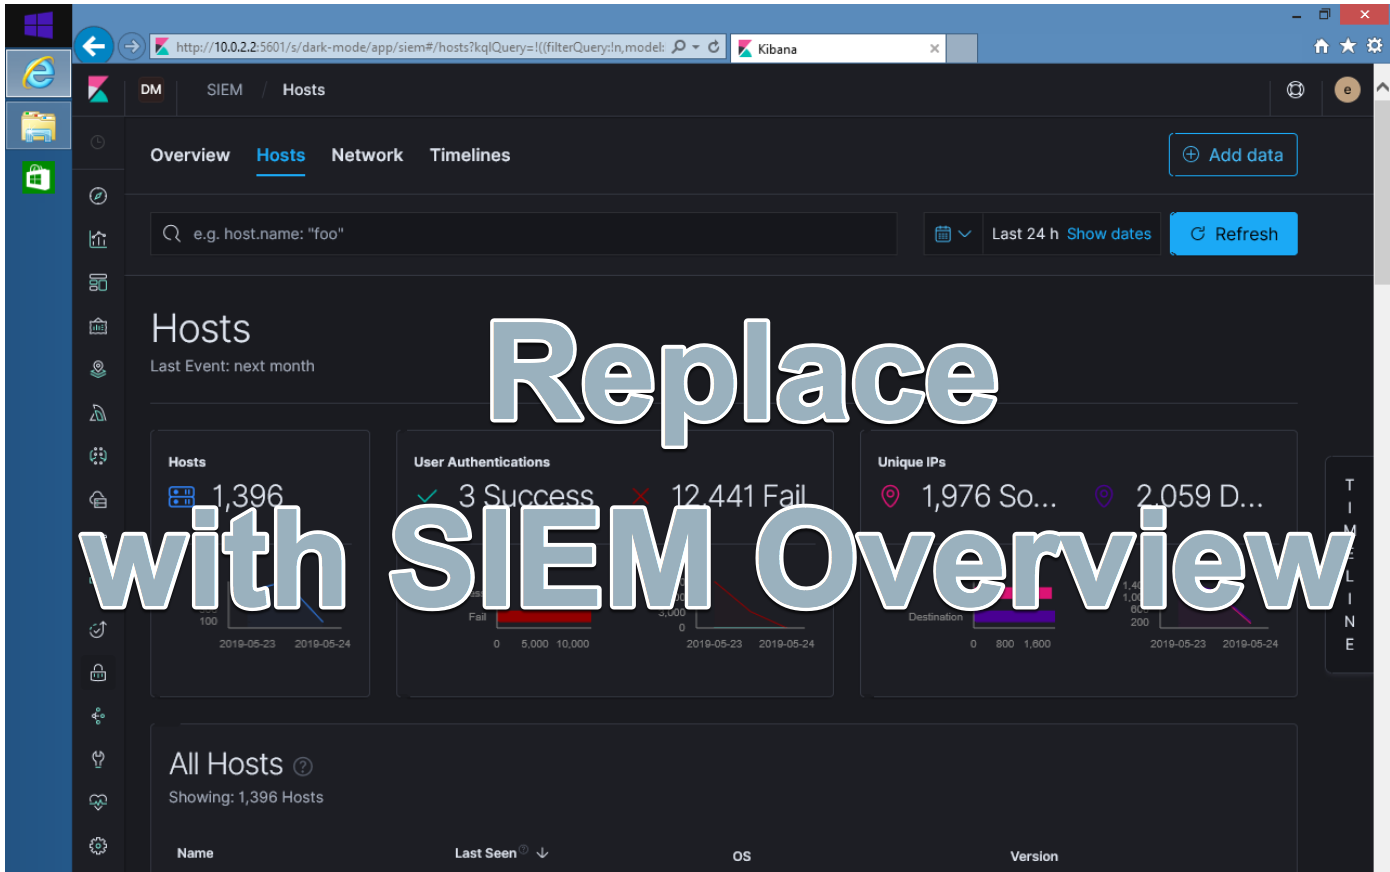 http://10.0.2.2:5601/s/dark-mode/app/siem#/hosts?kqlQuery=!((filterQuery:!n,model:
Kibana
DM SIEM / Hosts
e
Overview Hosts Network Timelines
Add data
e.g. host.name: "foo"
Last 24 h Show dates
Refresh
Hosts
Last Event: next month
Replace
with SIEM Overview
Hosts
1,396
100
2019-05-23 2019-05-24
User Authentications
3 Success 12,441 Fail
Fail
0 5,000 10,000
3,000
0
2019-05-23 2019-05-24
Unique IPs
1,976 So... 2,059 D...
Destination
0 800 1,600
200
2019-05-23 2019-05-24
TIMELINE
All Hosts
Showing: 1,396 Hosts
Name Last Seen OS Version